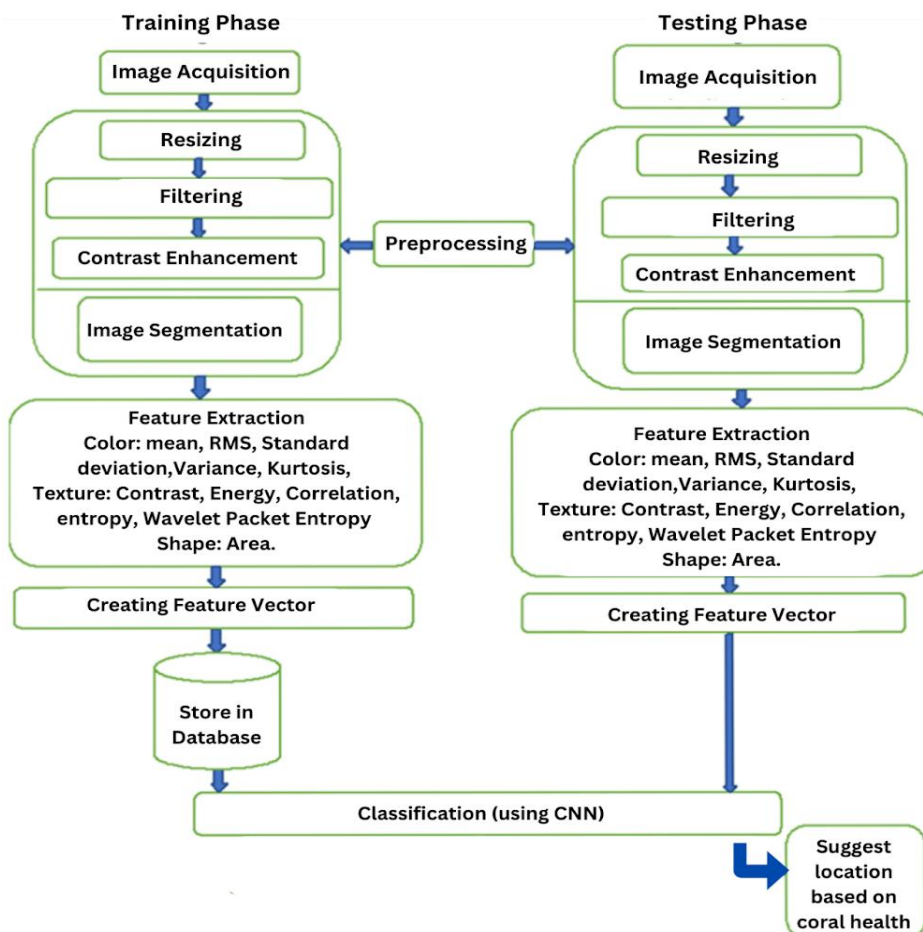 Training Phase
Image Acquisition
Resizing
Filtering
Contrast Enhancement
Image Segmentation
Feature Extraction
Color: mean, RMS, Standard
deviation,Variance, Kurtosis,
Texture: Contrast, Energy, Correlation,
entropy, Wavelet Packet Entropy
Shape: Area.
Creating Feature Vector
Store in
Database
Preprocessing
Testing Phase
Image Acquisition
Resizing
Filtering
Contrast Enhancement
Image Segmentation
Feature Extraction
Color: mean, RMS, Standard
deviation,Variance, Kurtosis,
Texture: Contrast, Energy, Correlation,
entropy, Wavelet Packet Entropy
Shape: Area.
Creating Feature Vector
Classification (using CNN)
Suggest
location
based on
coral health